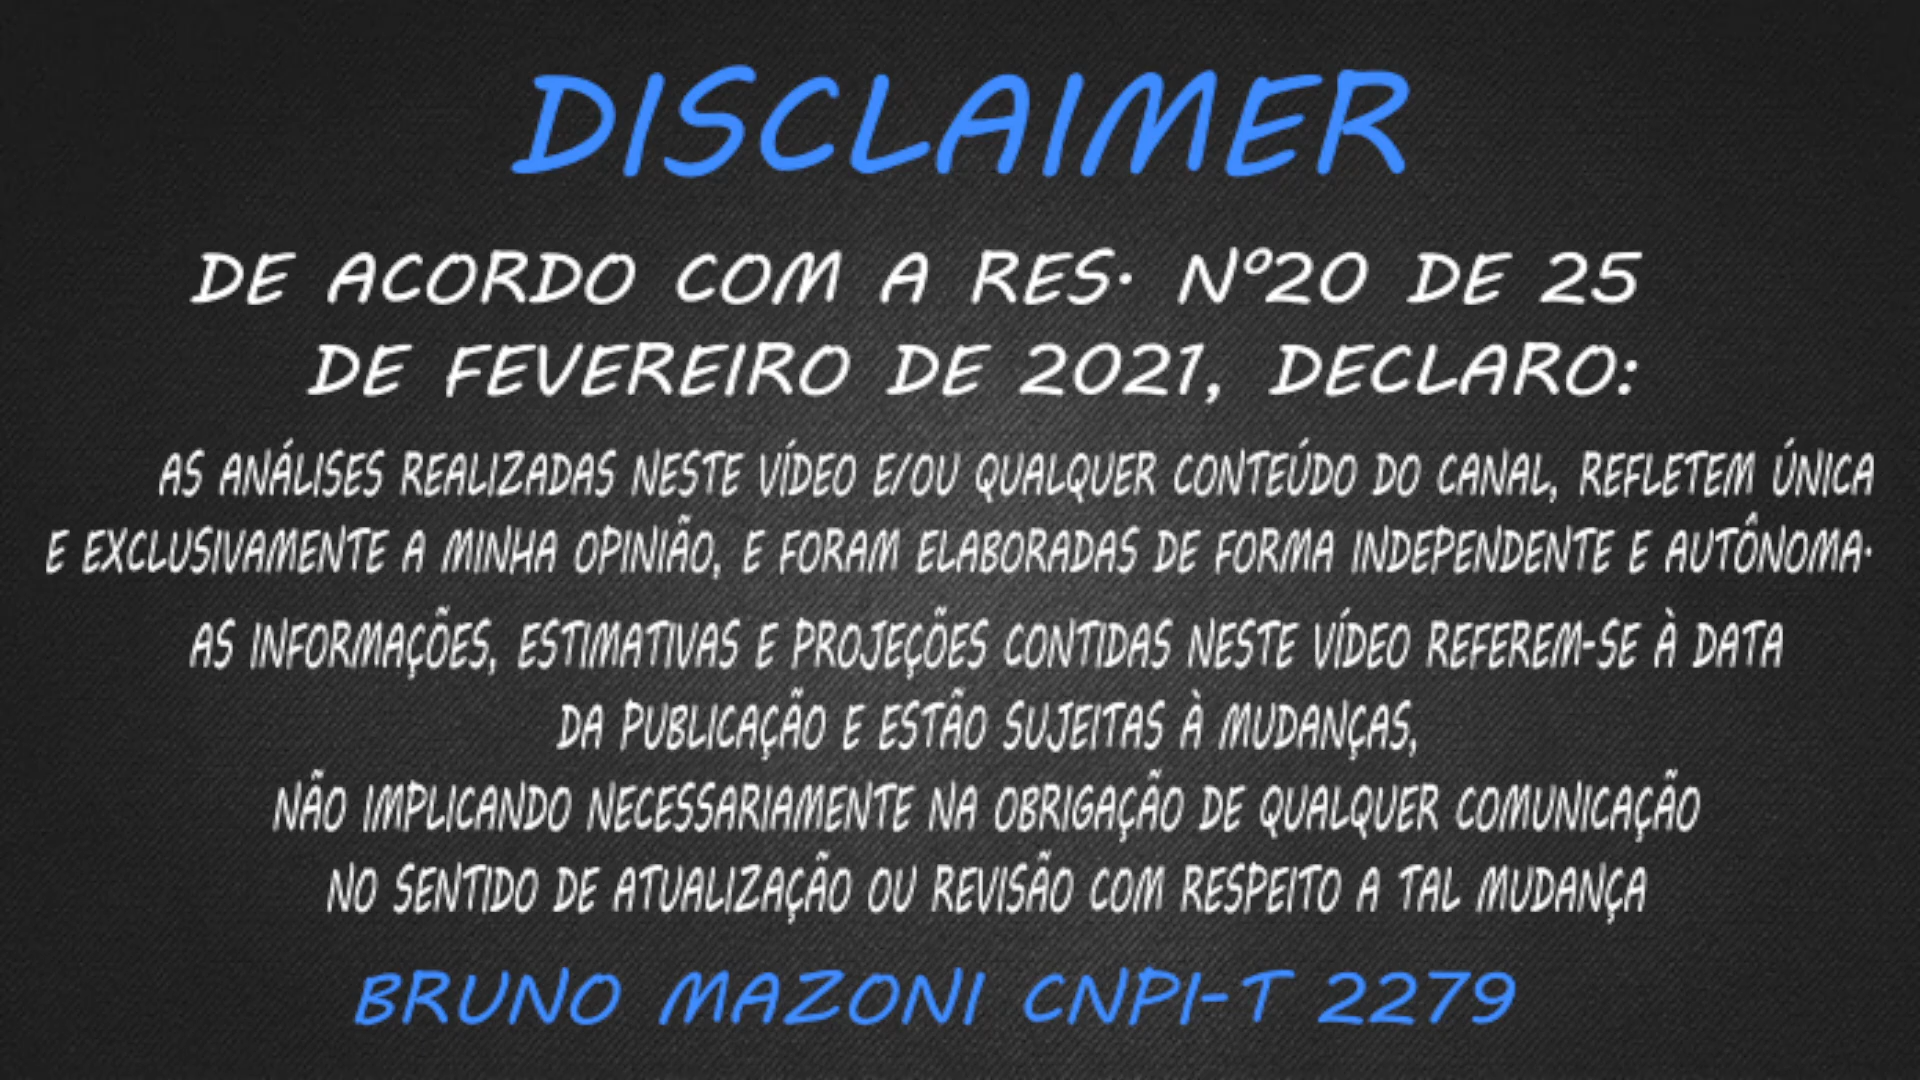 DISCLAIMER
DE ACORDO COM A RES. Nº20 DE 25
DE FEVEREIRO DE 2021, DECLARO:
AS ANÁLISES REALIZADAS NESTE VÍDEO E/OU QUALQUER CONTEÚDO DO CANAL, REFLETEM ÚNICA
E EXCLUSIVAMENTE A MINHA OPINIÃO, E FORAM ELABORADAS DE FORMA INDEPENDENTE E AUTÔNOMA.
AS INFORMAÇÕES, ESTIMATIVAS E PROJEÇÕES CONTIDAS NESTE VÍDEO REFEREM-SE À DATA
DA PUBLICAÇÃO E ESTÃO SUJEITAS À MUDANÇAS,
NÃO IMPLICANDO NECESSARIAMENTE NA OBRIGAÇÃO DE QUALQUER COMUNICAÇÃO
NO SENTIDO DE ATUALIZAÇÃO OU REVISÃO COM RESPEITO A TAL MUDANÇA
BRUNO MAZONI CNPI-T 2279